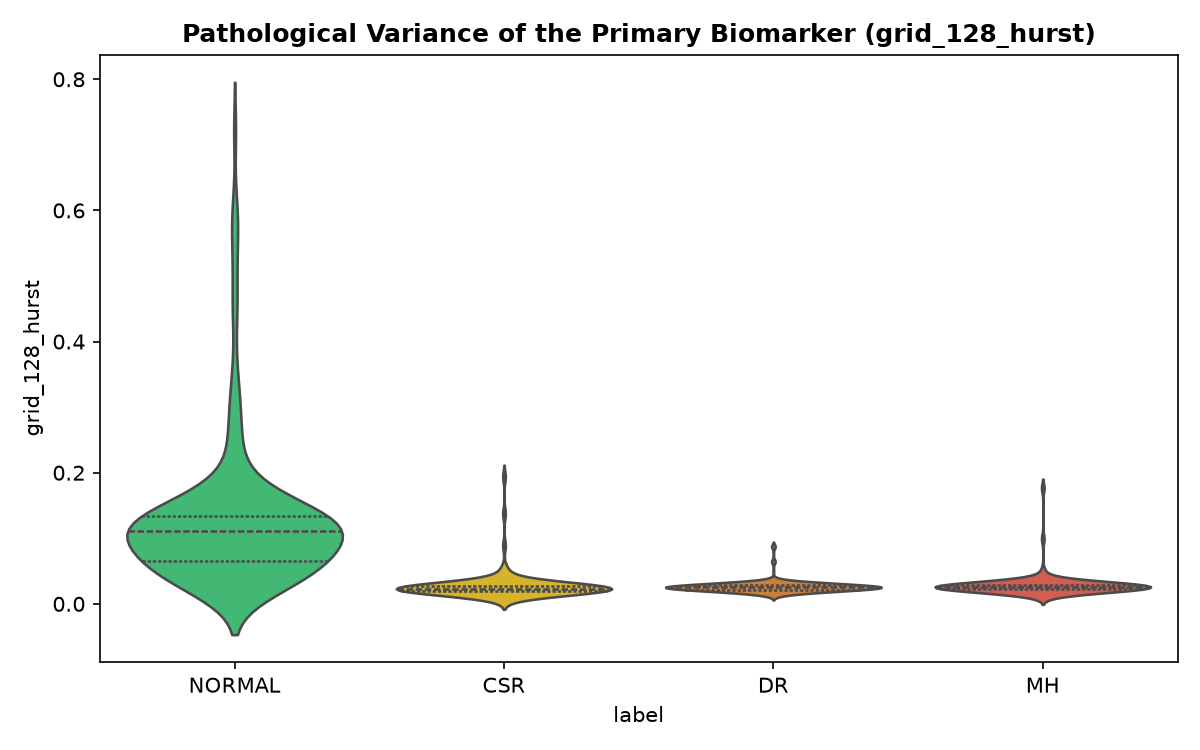 Pathological Variance of the Primary Biomarker (grid_128_hurst)
0.8
0.6
0.4
0.2
0.0
grid_128_hurst
NORMAL CSR DR MH
label